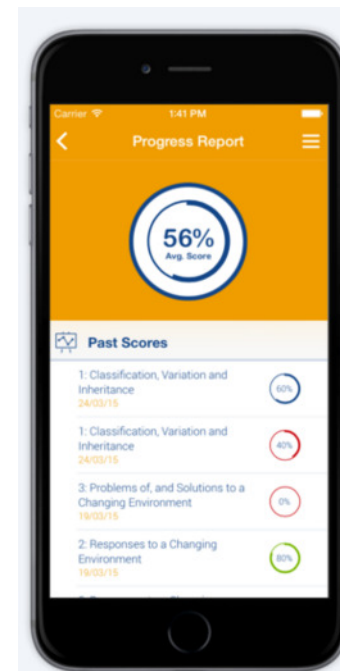 Carrier 1:41 PM
Progress Report
56%
Avg. Score
Past Scores
1: Classification, Variation and
Inheritance
24/03/15
60%
1: Classification, Variation and
Inheritance
24/03/15
40%
3: Problems of, and Solutions to a
Changing Environment
19/03/15
0%
2: Responses to a Changing
Environment
19/03/15
80%